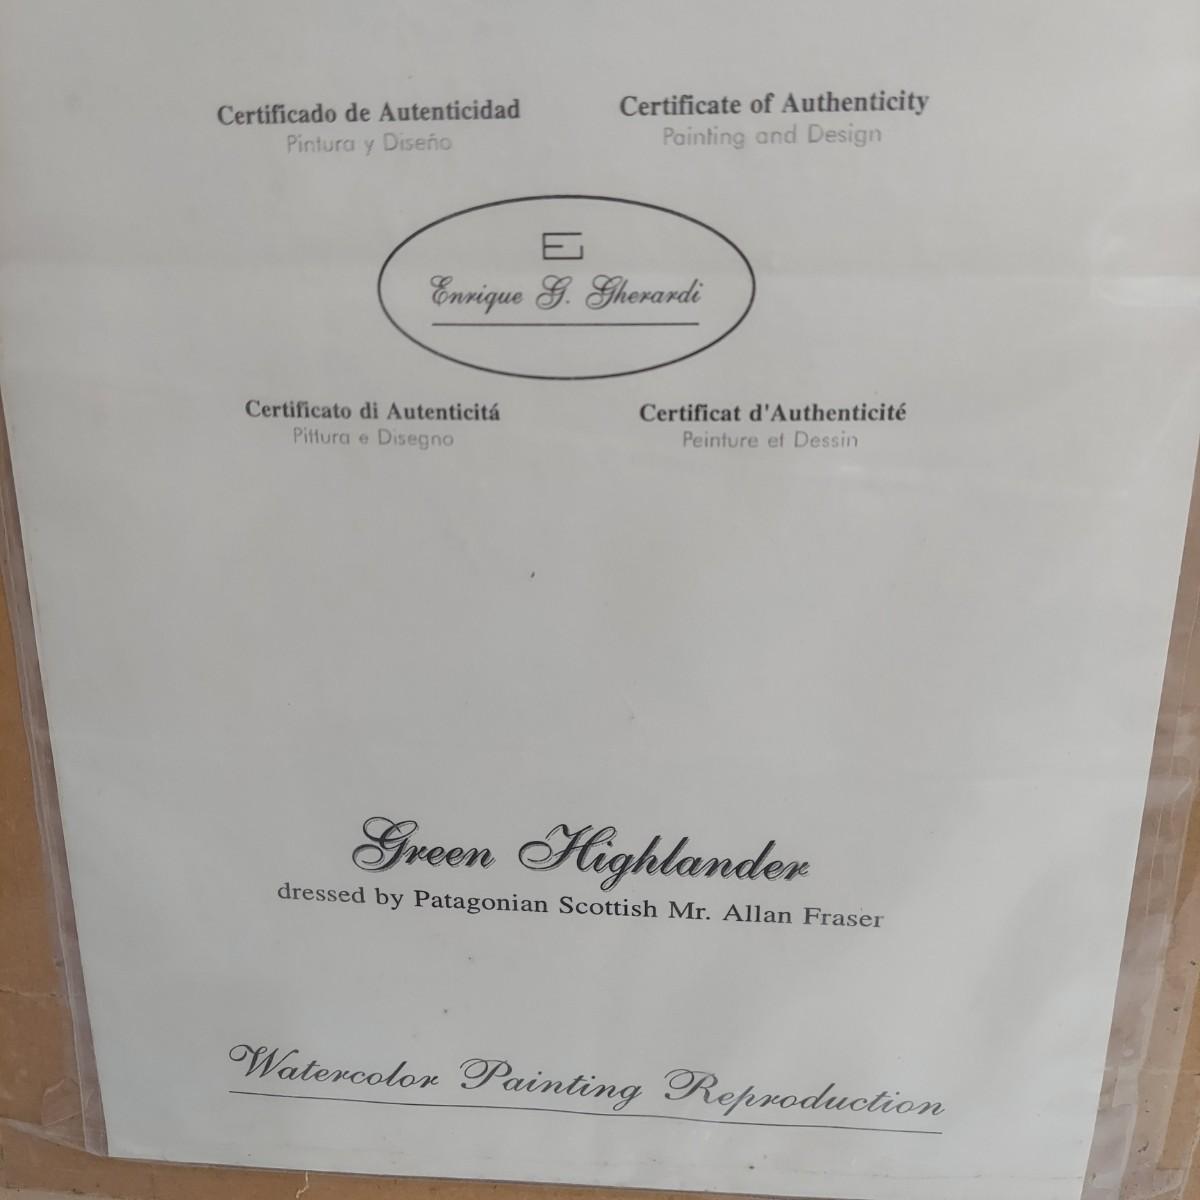 Certificado de Autenticidad
Pintura y Diseño
Certificate of Authenticity
Painting and Design
EG
Enrique G. Gherardi
Certificato di Autenticitá
Pittura e Disegno
Certificat d'Authenticité
Peinture et Dessin
Green Highlander
dressed by Patagonian Scottish Mr. Allan Fraser
Watercolor Painting Reproduction